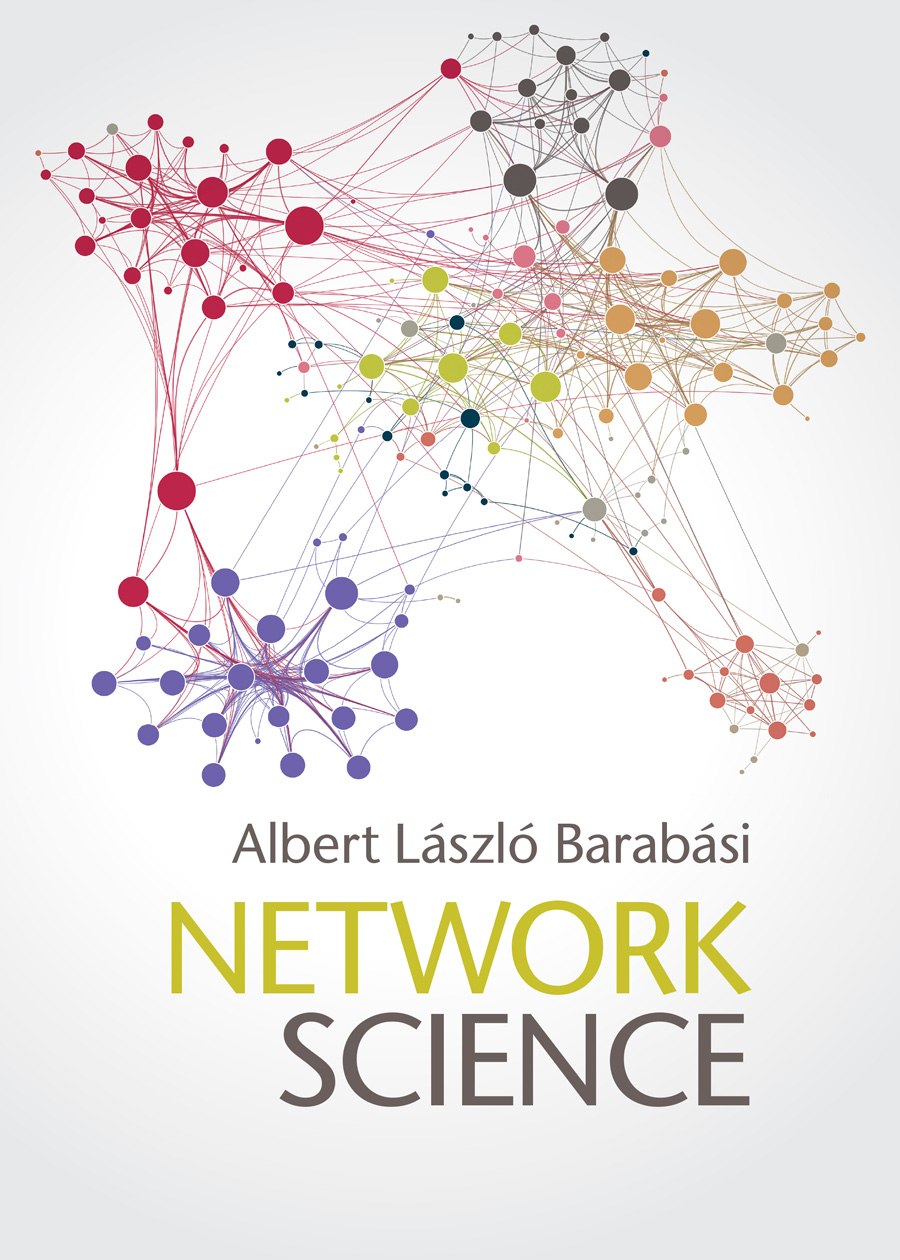 Albert László Barabási
NETWORK
SCIENCE